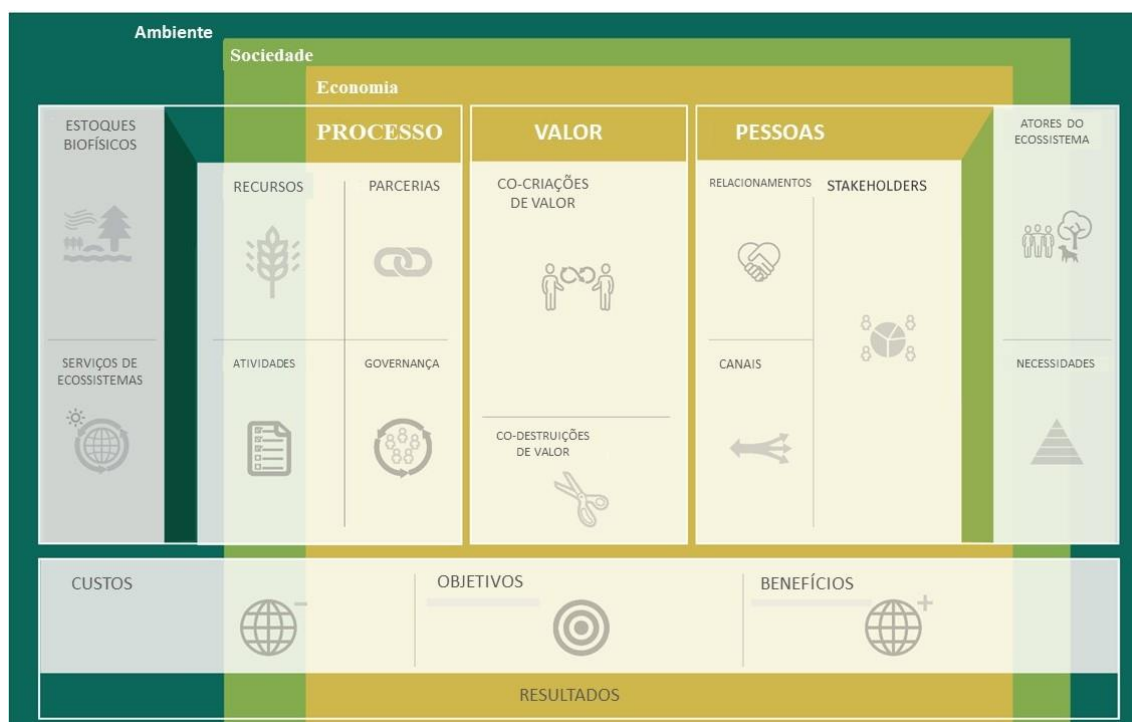 Ambiente
Sociedade
Economia
ESTOQUES
BIOFÍSICOS
PROCESSO
VALOR
PESSOAS
ATORES DO
ECOSSISTEMA
RECURSOS
PARCERIAS
CO-CRIAÇÕES
DE VALOR
RELACIONAMENTOS
STAKEHOLDERS
SERVIÇOS DE
ECOSSISTEMAS
ATIVIDADES
GOVERNANÇA
CANAIS
NECESSIDADES
CO-DESTRUIÇÕES
DE VALOR
CUSTOS
OBJETIVOS
BENEFÍCIOS
RESULTADOS